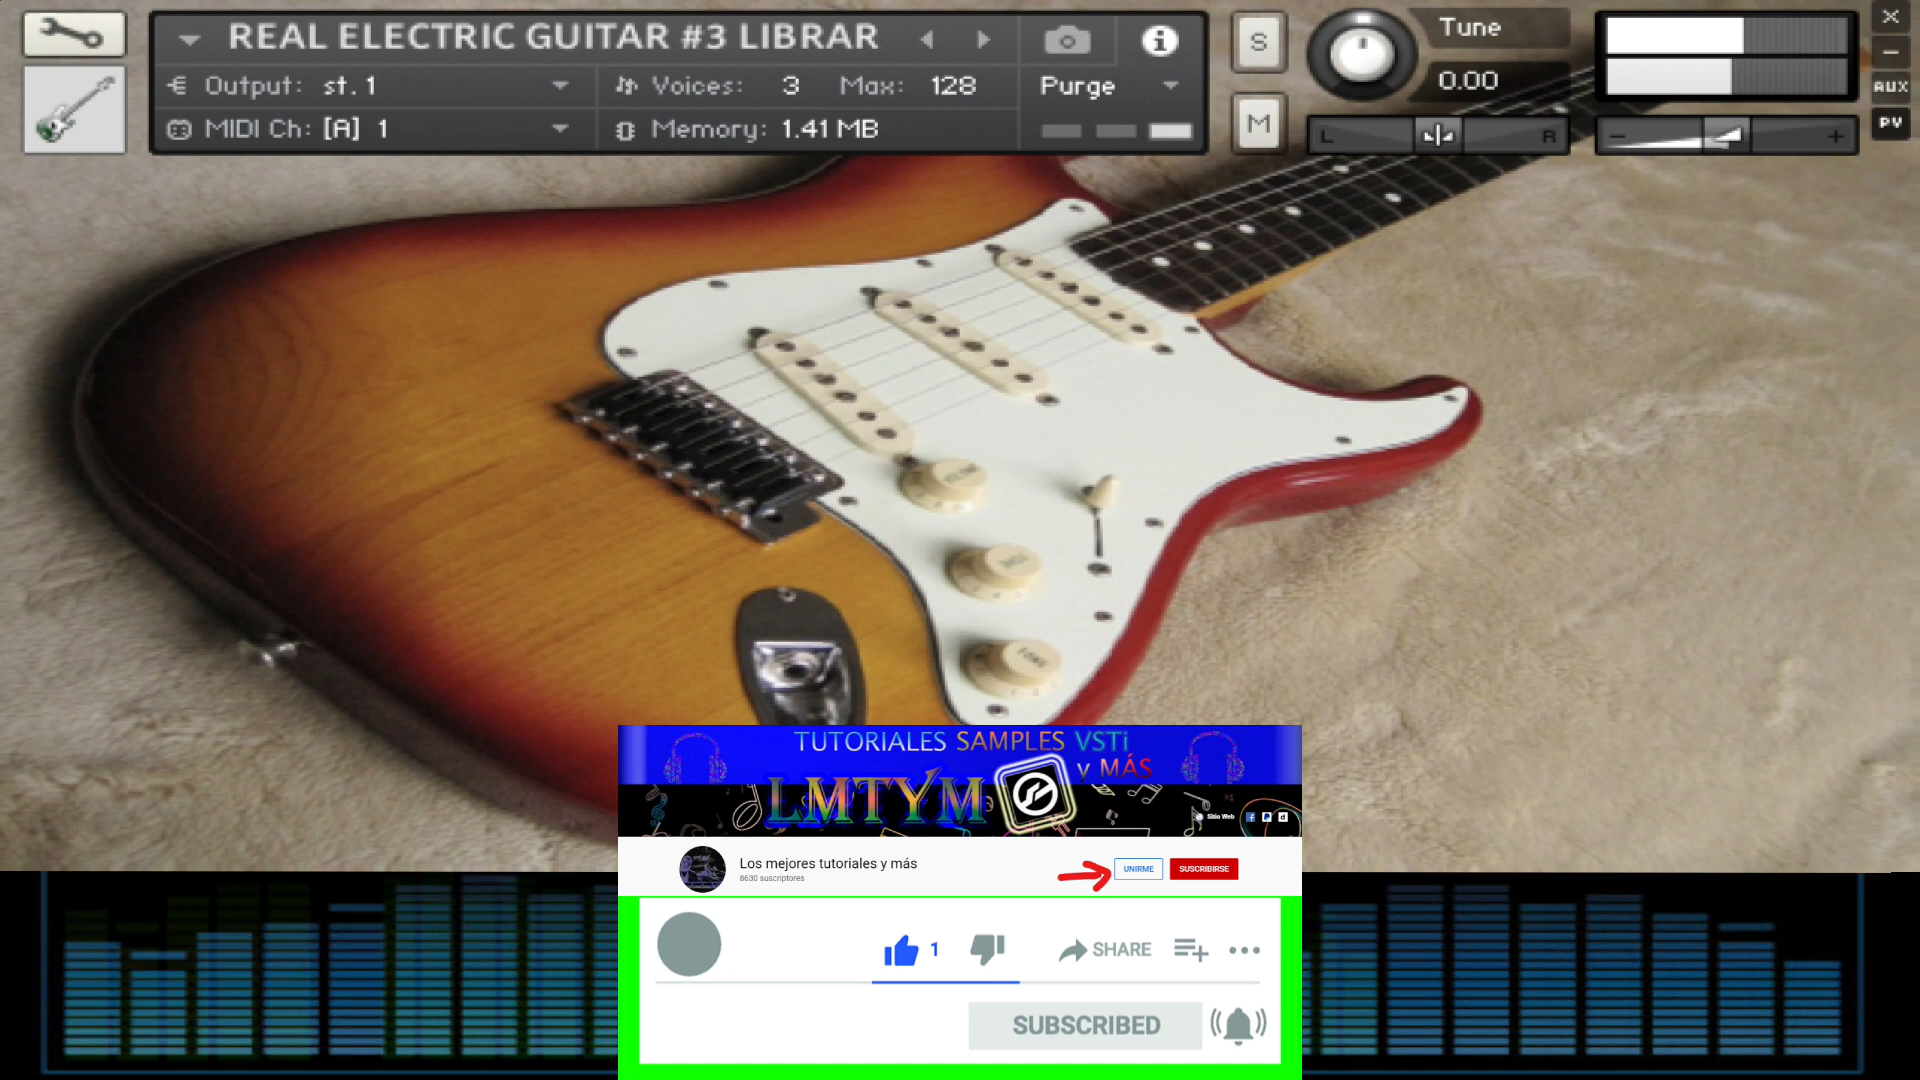 REAL ELECTRIC GUITAR #3 LIBRAR
Output: st. 1
Voices: 3 Max: 128
Purge
MIDI Ch: [A] 1
Memory: 1.41 MB
S
M
Tune
0.00
L R
- +
×
−
AUX
PV
TUTORIALES SAMPLES VSTi
y MÁS
LMTYM
Sitio Web
Los mejores tutoriales y más
8630 suscriptores
UNIRME
SUSCRIBIRSE
1
SHARE
SUBSCRIBED